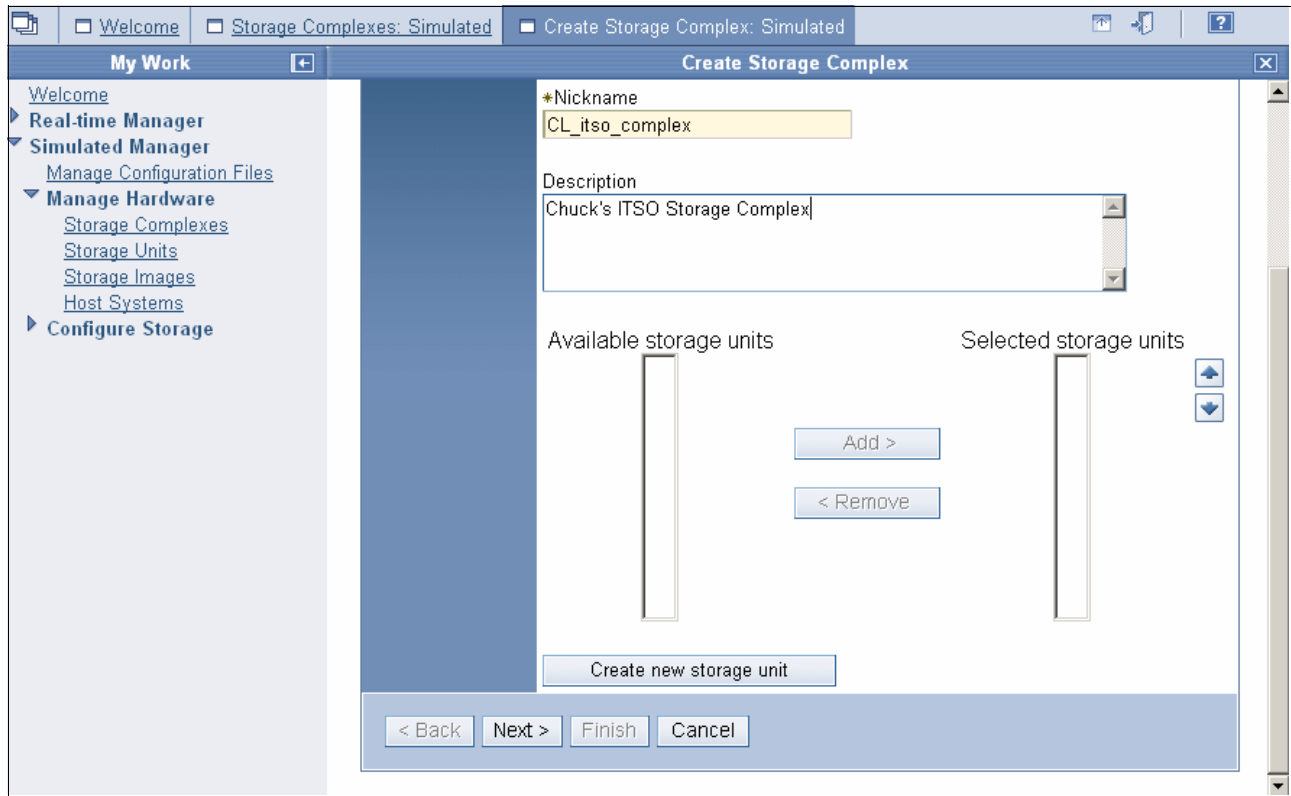 Welcome
Storage Complexes: Simulated
Create Storage Complex: Simulated
?
My Work
Create Storage Complex
Welcome
Real-time Manager
Simulated Manager
Manage Configuration Files
Manage Hardware
Storage Complexes
Storage Units
Storage Images
Host Systems
Configure Storage
*Nickname
CL_itso_complex
Description
Chuck's ITSO Storage Complex
Available storage units
Selected storage units
Add >
< Remove
Create new storage unit
< Back
Next >
Finish
Cancel